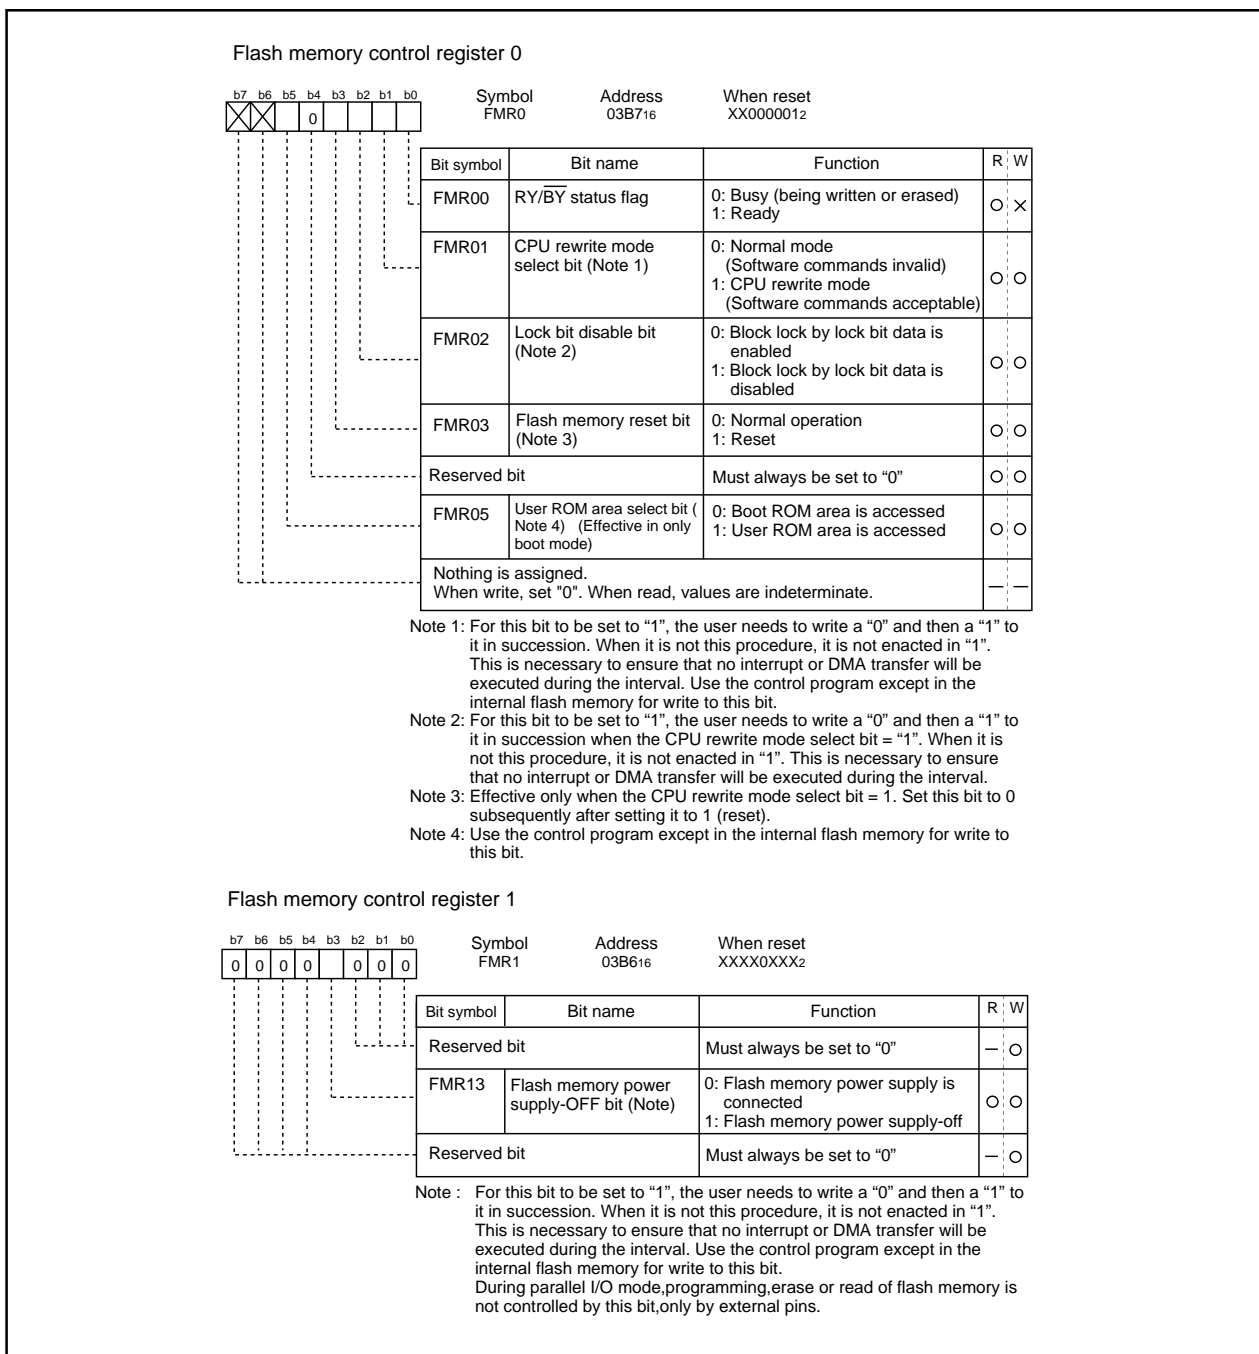 Flash memory control register 0
b7 b6 b5 b4 b3 b2 b1 b0
Symbol Address When reset
FMR0 03B716 XX0000012
0
Bit symbol Bit name Function R W
FMR00 RY/BY status flag 0: Busy (being written or erased)
1: Ready
FMR01 CPU rewrite mode
select bit (Note 1)
0: Normal mode
(Software commands invalid)
1: CPU rewrite mode
(Software commands acceptable)
FMR02 Lock bit disable bit
(Note 2)
0: Block lock by lock bit data is
enabled
1: Block lock by lock bit data is
disabled
FMR03 Flash memory reset bit
(Note 3)
0: Normal operation
1: Reset
Reserved bit Must always be set to “0”
FMR05 User ROM area select bit (
Note 4) (Effective in only
boot mode)
0: Boot ROM area is accessed
1: User ROM area is accessed
Nothing is assigned.
When write, set "0". When read, values are indeterminate.
Note 1: For this bit to be set to “1”, the user needs to write a “0” and then a “1” to
it in succession. When it is not this procedure, it is not enacted in “1”.
This is necessary to ensure that no interrupt or DMA transfer will be
executed during the interval. Use the control program except in the
internal flash memory for write to this bit.
Note 2: For this bit to be set to “1”, the user needs to write a “0” and then a “1” to
it in succession when the CPU rewrite mode select bit = “1”. When it is
not this procedure, it is not enacted in “1”. This is necessary to ensure
that no interrupt or DMA transfer will be executed during the interval.
Note 3: Effective only when the CPU rewrite mode select bit = 1. Set this bit to 0
subsequently after setting it to 1 (reset).
Note 4: Use the control program except in the internal flash memory for write to
this bit.
Flash memory control register 1
b7 b6 b5 b4 b3 b2 b1 b0
Symbol Address When reset
FMR1 03B616 XXXX0XXX2
0 0 0 0 0 0 0
Bit symbol Bit name Function R W
Reserved bit Must always be set to “0”
FMR13 Flash memory power
supply-OFF bit (Note)
0: Flash memory power supply is
connected
1: Flash memory power supply-off
Reserved bit Must always be set to “0”
Note : For this bit to be set to “1”, the user needs to write a “0” and then a “1” to
it in succession. When it is not this procedure, it is not enacted in “1”.
This is necessary to ensure that no interrupt or DMA transfer will be
executed during the interval. Use the control program except in the
internal flash memory for write to this bit.
During parallel I/O mode,programming,erase or read of flash memory is
not controlled by this bit,only by external pins.